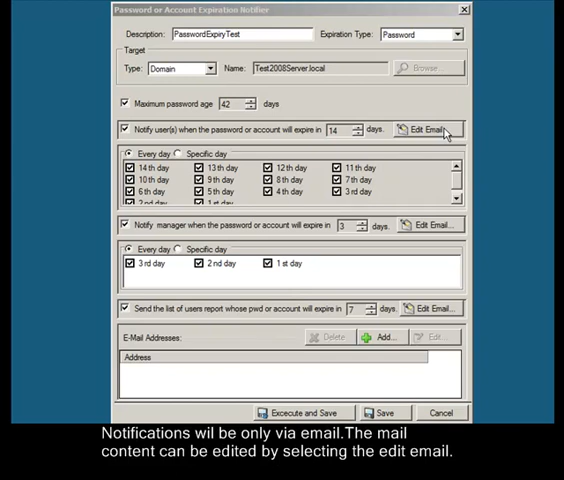 Password or Account Expiration Notifier
Description: PasswordExpiryTest Expiration Type: Password
Target
Type: Domain Name: Test2008Server.local Browse...
Maximum password age 42 days
Notify user(s) when the password or account will expire in 14 days. Edit Email...
Every day Specific day
14 th day 13 th day 12 th day 11 th day
10 th day 9 th day 8 th day 7 th day
6 th day 5 th day 4 th day 3 rd day
2 nd day 1 st day
Notify manager when the password or account will expire in 3 days. Edit Email...
Every day Specific day
3 rd day 2 nd day 1 st day
Send the list of users report whose pwd or account will expire in 7 days. Edit Email...
E-Mail Addresses: Delete Add... Edit...
Address
Excecute and Save Save Cancel
Notifications wil be only via email.The mail
content can be edited by selecting the edit email.